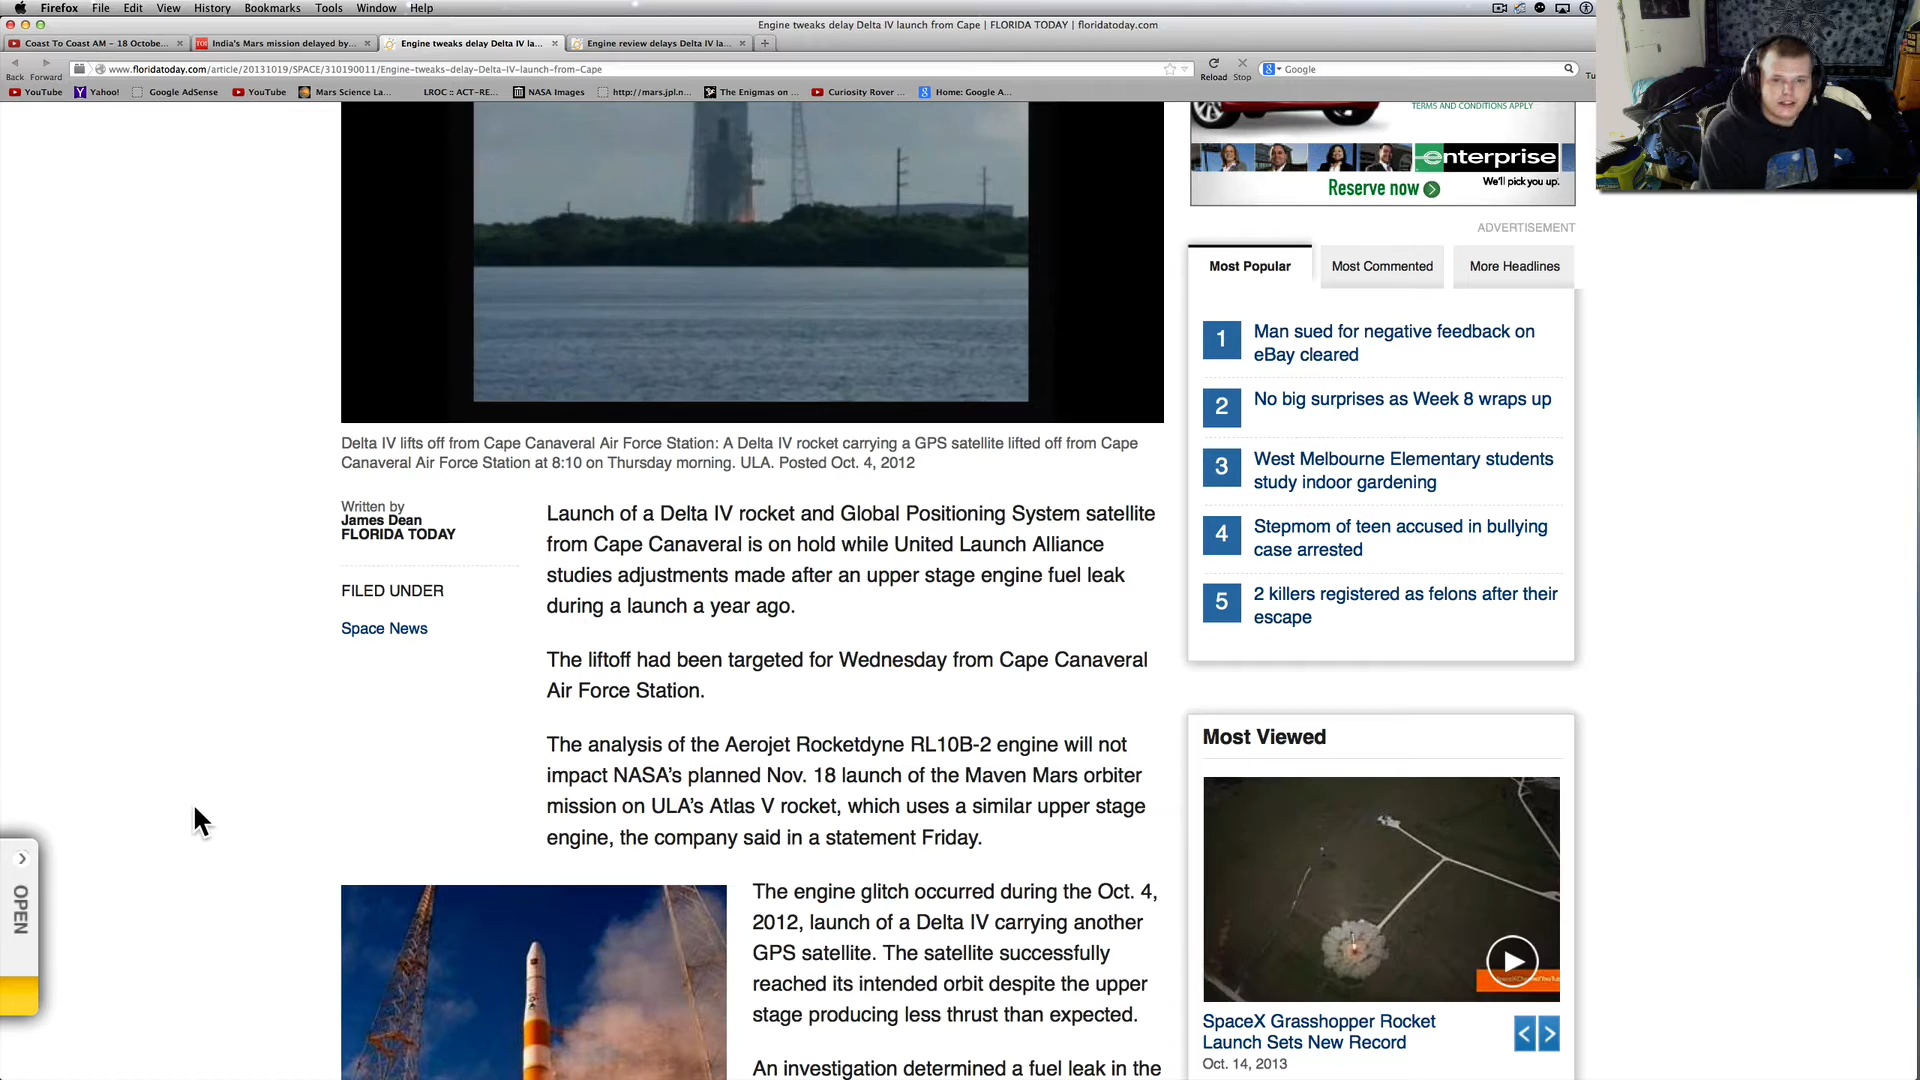 Firefox File Edit View History Bookmarks Tools Window Help
Engine tweaks delay Delta IV launch from Cape | FLORIDA TODAY | floridatoday.com
Coast To Coast AM - 18 Octobe...
India's Mars mission delayed by...
Engine tweaks delay Delta IV la...
Engine review delays Delta IV la...
www.floridatoday.com/article/20131019/SPACE/310190011/Engine-tweaks-delay-Delta-IV-launch-from-Cape
Google
Back Forward
Reload Stop
YouTube Yahoo! Google AdSense YouTube Mars Science La... LROC :: ACT-RE... NASA Images http://mars.jpl.n... The Enigmas on ... Curiosity Rover ... Home: Google A...
TERMS AND CONDITIONS APPLY
enterprise
Reserve now
We'll pick you up.
ADVERTISEMENT
Most Popular
Most Commented
More Headlines
1 Man sued for negative feedback on
eBay cleared
2 No big surprises as Week 8 wraps up
3 West Melbourne Elementary students
study indoor gardening
4 Stepmom of teen accused in bullying
case arrested
5 2 killers registered as felons after their
escape
Delta IV lifts off from Cape Canaveral Air Force Station: A Delta IV rocket carrying a GPS satellite lifted off from Cape
Canaveral Air Force Station at 8:10 on Thursday morning. ULA. Posted Oct. 4, 2012
Written by
James Dean
FLORIDA TODAY
FILED UNDER
Space News
Launch of a Delta IV rocket and Global Positioning System satellite
from Cape Canaveral is on hold while United Launch Alliance
studies adjustments made after an upper stage engine fuel leak
during a launch a year ago.
The liftoff had been targeted for Wednesday from Cape Canaveral
Air Force Station.
The analysis of the Aerojet Rocketdyne RL10B-2 engine will not
impact NASA's planned Nov. 18 launch of the Maven Mars orbiter
mission on ULA's Atlas V rocket, which uses a similar upper stage
engine, the company said in a statement Friday.
The engine glitch occurred during the Oct. 4,
2012, launch of a Delta IV carrying another
GPS satellite. The satellite successfully
reached its intended orbit despite the upper
stage producing less thrust than expected.
An investigation determined a fuel leak in the
Most Viewed
SpaceX Grasshopper Rocket
Launch Sets New Record
Oct. 14, 2013
OPEN